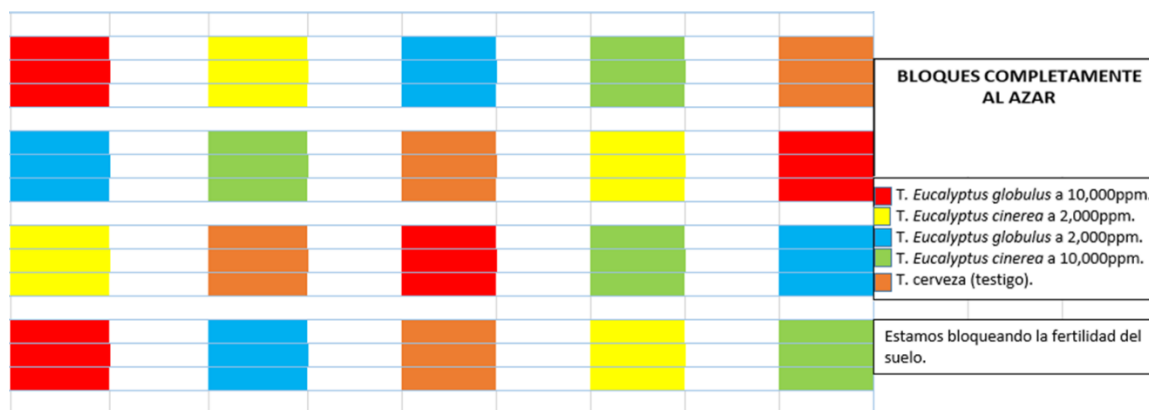 BLOQUES COMPLETAMENTE
AL AZAR
T. Eucalyptus globulus a 10,000ppm.
T. Eucalyptus cinerea a 2,000ppm.
T. Eucalyptus globulus a 2,000ppm.
T. Eucalyptus cinerea a 10,000ppm.
T. cerveza (testigo).
Estamos bloqueando la fertilidad del
suelo.